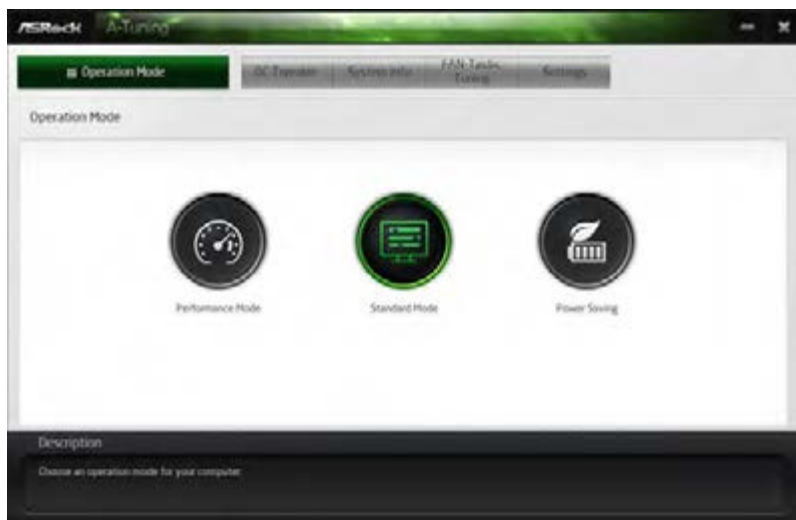 ASRock A-Tuning
Operation Mode OC Tweaker System Info FAN-Tastic Tuning Settings
Operation Mode
Performance Mode Standard Mode Power Saving
Description
Choose an operation mode for your computer